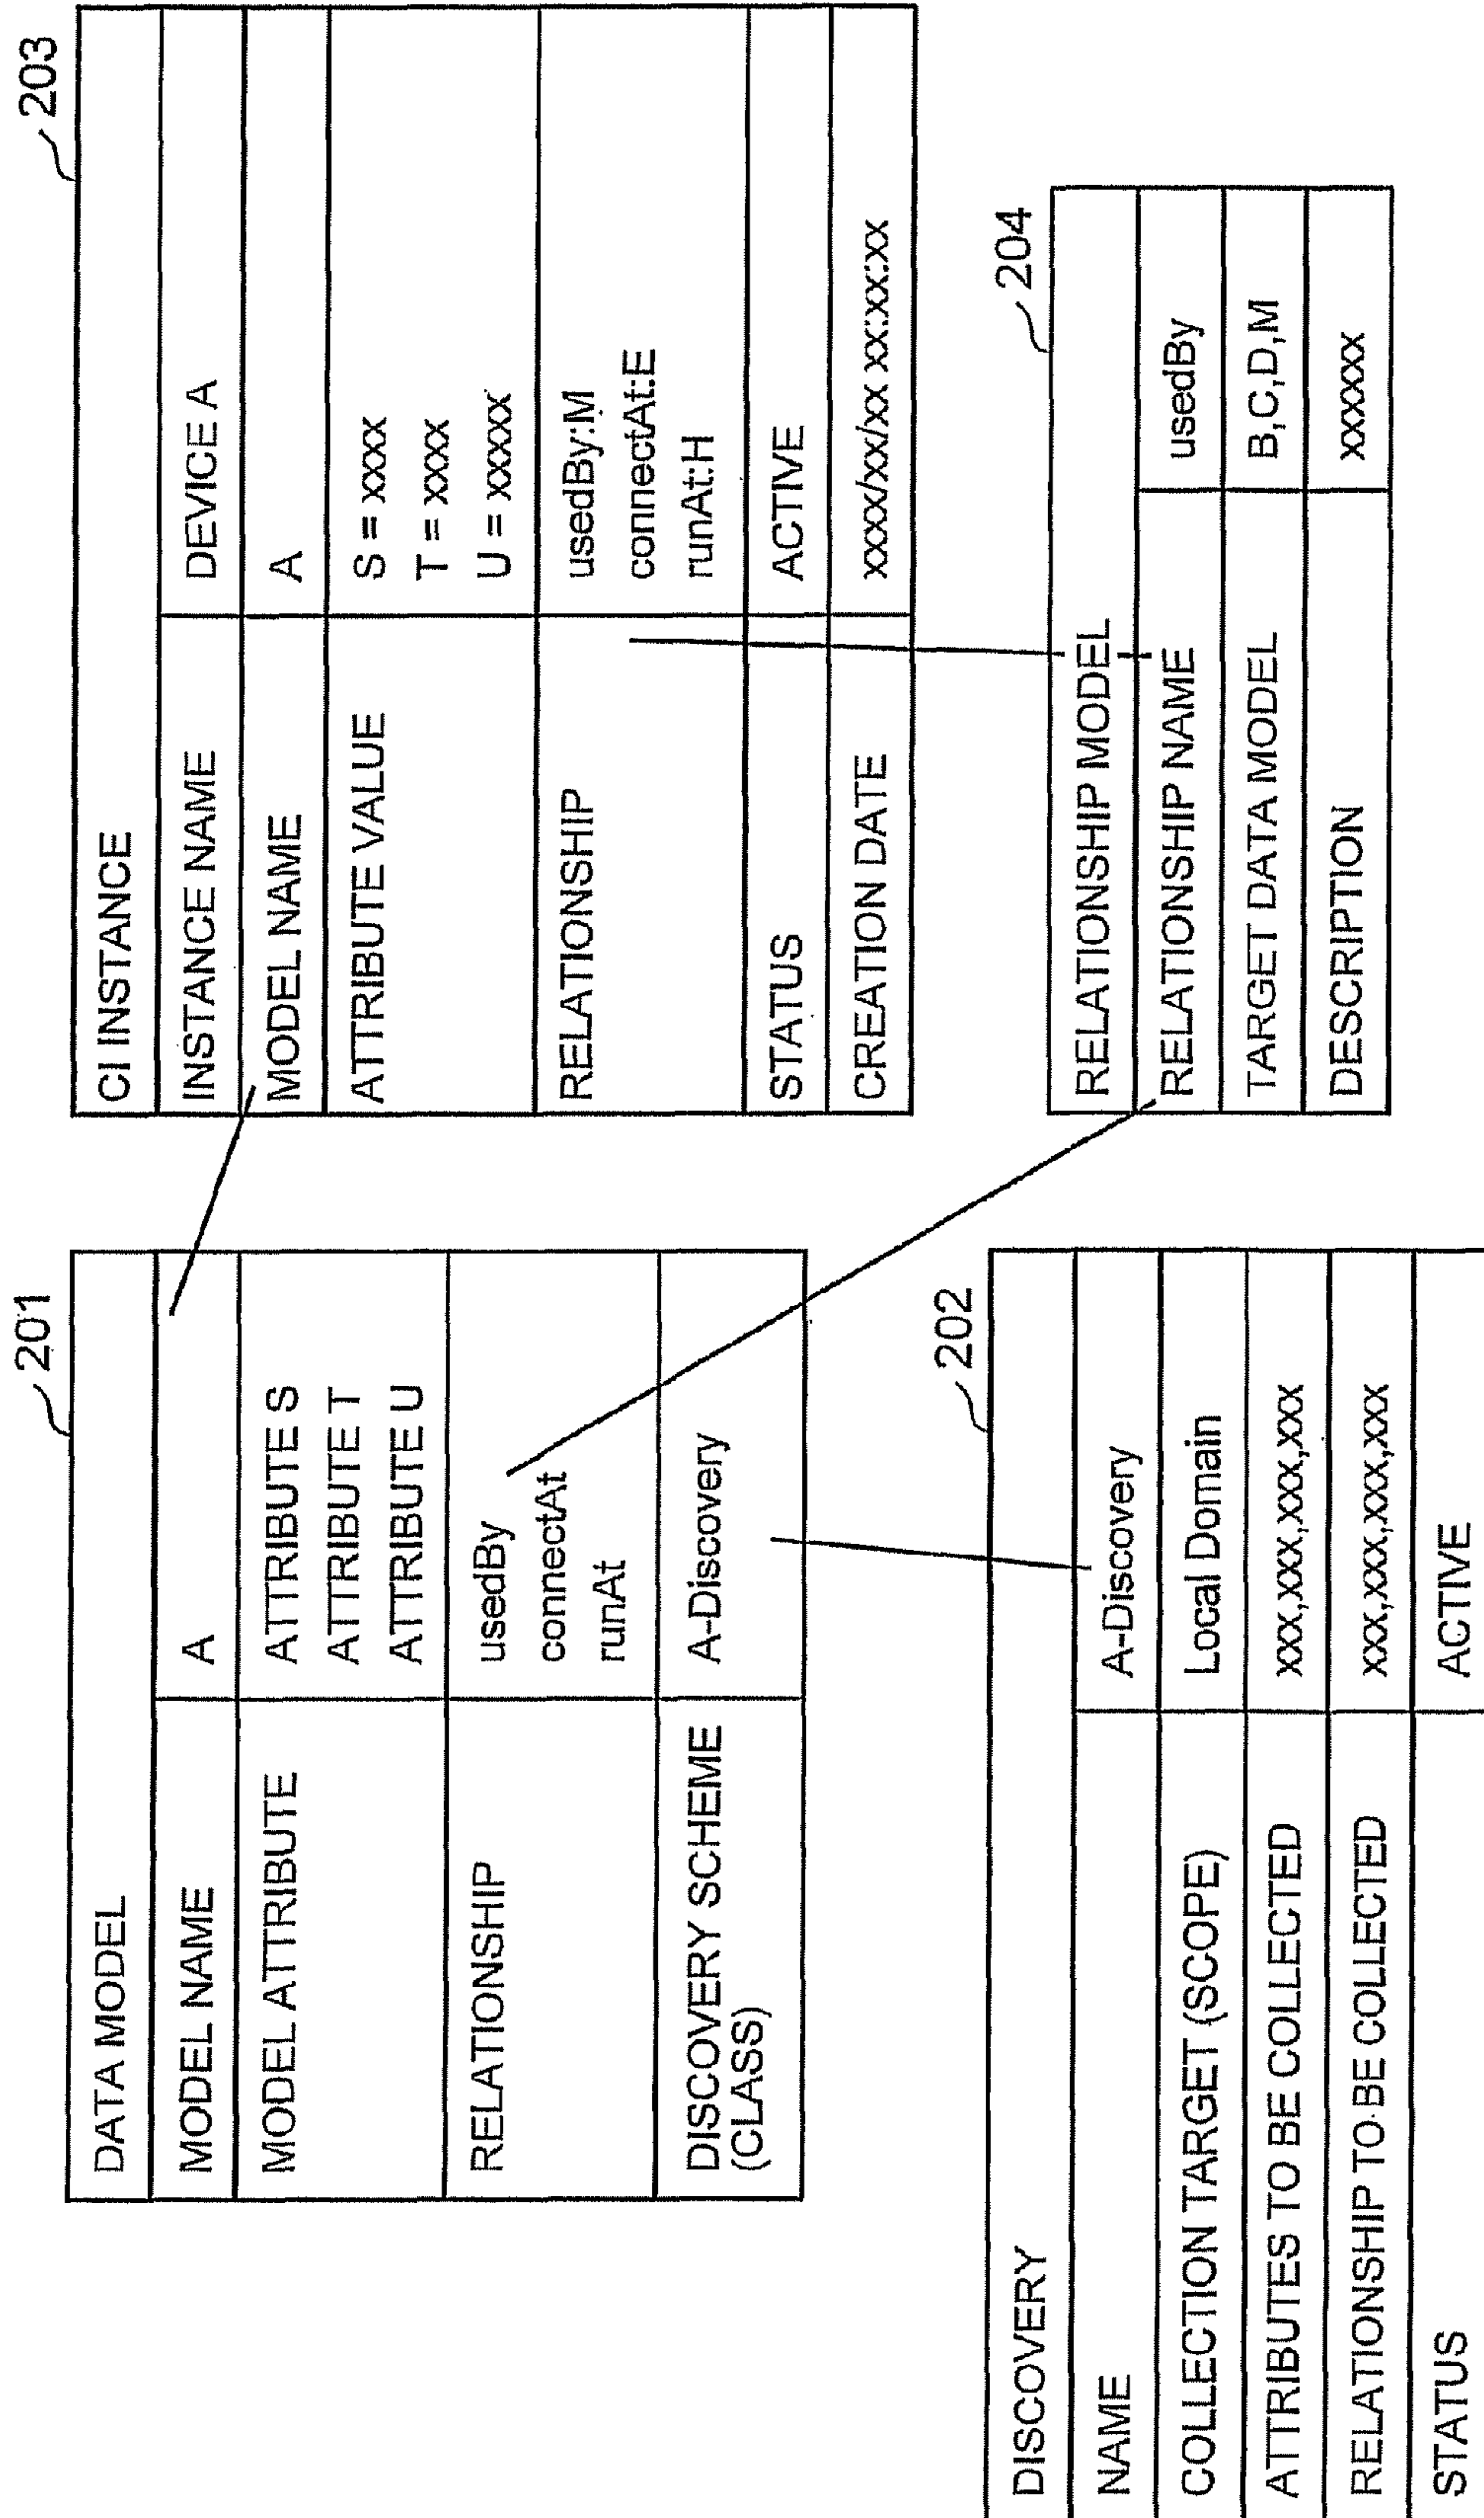 201
DATA MODEL
MODEL NAME A
MODEL ATTRIBUTE ATTRIBUTE S
ATTRIBUTE T
ATTRIBUTE U
RELATIONSHIP usedBy
connectAt
runAt
DISCOVERY SCHEME A-Discovery
(CLASS)
202
DISCOVERY
NAME A-Discovery
COLLECTION TARGET (SCOPE) Local Domain
ATTRIBUTES TO BE COLLECTED xxx,xxx,xxx,xxx
RELATIONSHIP TO BE COLLECTED xxx,xxx,xxx,xxx
STATUS ACTIVE
203
CI INSTANCE
INSTANCE NAME DEVICE A
MODEL NAME A
ATTRIBUTE VALUE S = xxxx
T = xxxx
U = xxxxx
RELATIONSHIP usedBy:M
connectAt:E
runAt:H
STATUS ACTIVE
CREATION DATE xxxx/xx/xx xx:xx:xx
204
RELATIONSHIP MODEL
RELATIONSHIP NAME usedBy
TARGET DATA MODEL B,C,D,M
DESCRIPTION xxxxxx